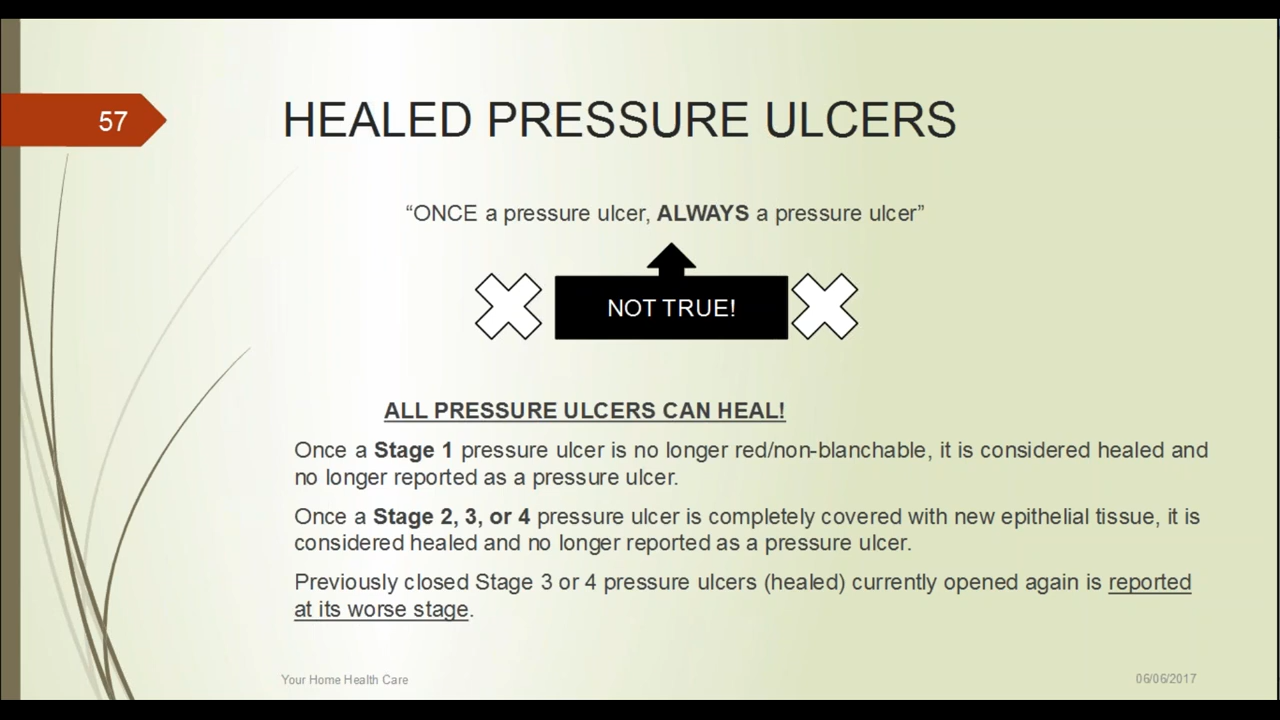 57
HEALED PRESSURE ULCERS
“ONCE a pressure ulcer, ALWAYS a pressure ulcer”
NOT TRUE!
ALL PRESSURE ULCERS CAN HEAL!
Once a Stage 1 pressure ulcer is no longer red/non-blanchable, it is considered healed and
no longer reported as a pressure ulcer.
Once a Stage 2, 3, or 4 pressure ulcer is completely covered with new epithelial tissue, it is
considered healed and no longer reported as a pressure ulcer.
Previously closed Stage 3 or 4 pressure ulcers (healed) currently opened again is reported
at its worse stage.
Your Home Health Care
06/06/2017